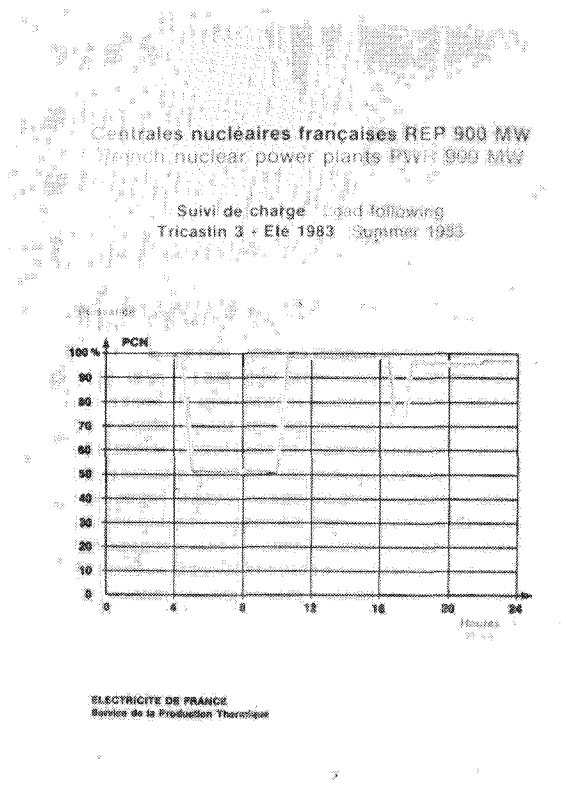 Centrales nucléaires françaises REP 900 MW
French nuclear power plants PWR 900 MW
Suivi de charge Load following
Tricastin 3 - Eté 1983 Summer 1983
PCN
100 %
90
80
70
60
50
40
30
20
10
0
0 4 8 12 16 20 24
Heures
ELECTRICITE DE FRANCE
Service de la Production Thermique